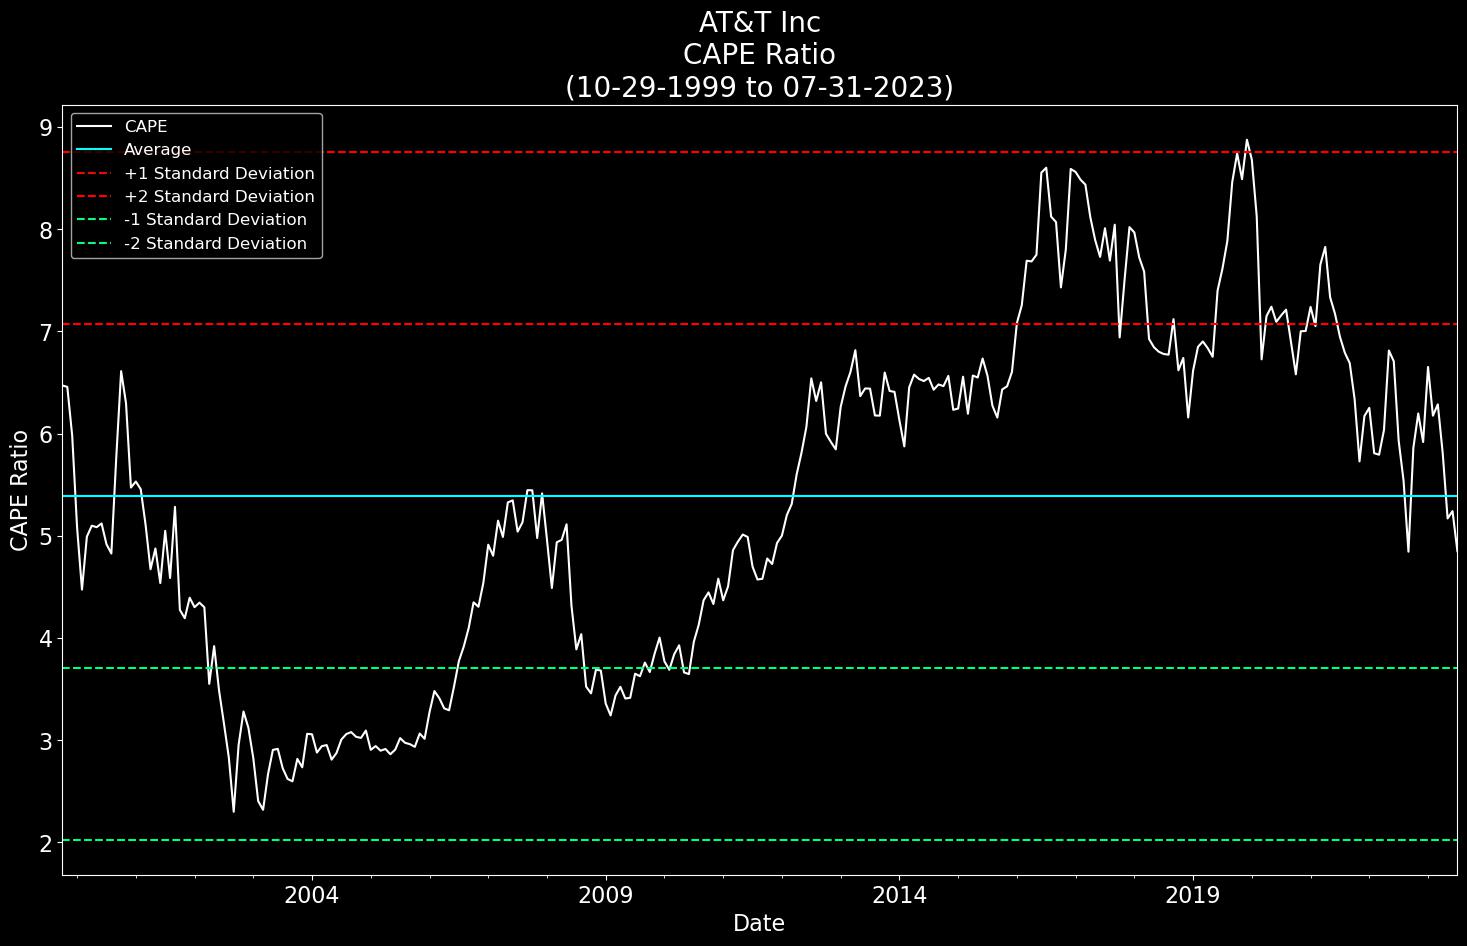 AT&T Inc
CAPE Ratio
(10-29-1999 to 07-31-2023)
CAPE
Average
+1 Standard Deviation
+2 Standard Deviation
-1 Standard Deviation
-2 Standard Deviation
9
8
7
6
5
4
3
2
CAPE Ratio
2004 2009 2014 2019
Date